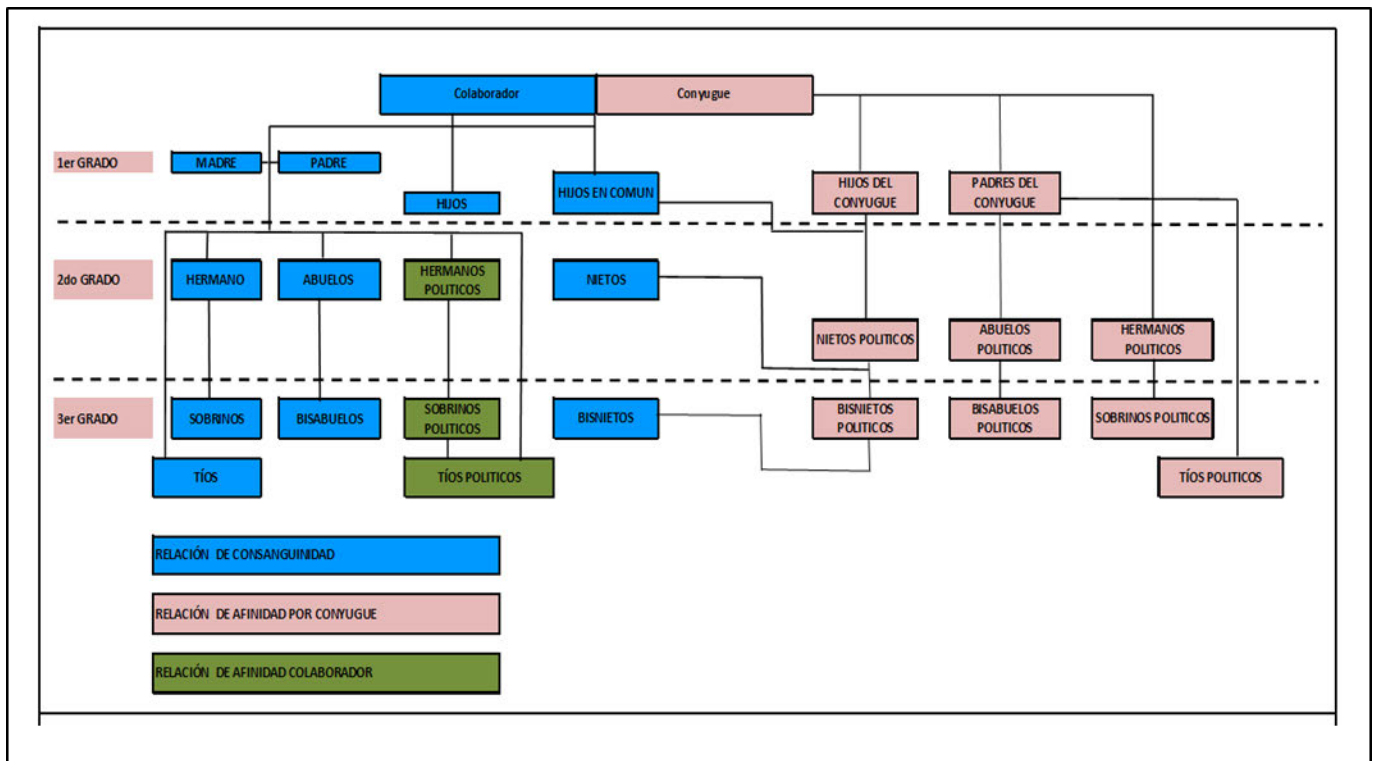 Colaborador
Conyugue
1er GRADO
MADRE
PADRE
HIJOS
HIJOS EN COMUN
HIJOS DEL
CONYUGUE
PADRES DEL
CONYUGUE
2do GRADO
HERMANO
ABUELOS
HERMANOS
POLITICOS
NIETOS
NIETOS POLITICOS
ABUELOS
POLITICOS
HERMANOS
POLITICOS
3er GRADO
SOBRINOS
BISABUELOS
SOBRINOS
POLITICOS
BISNIETOS
BISNIETOS
POLITICOS
BISABUELOS
POLITICOS
SOBRINOS POLITICOS
TÍOS
TÍOS POLITICOS
TÍOS POLITICOS
RELACIÓN DE CONSANGUINIDAD
RELACIÓN DE AFINIDAD POR CONYUGUE
RELACIÓN DE AFINIDAD COLABORADOR